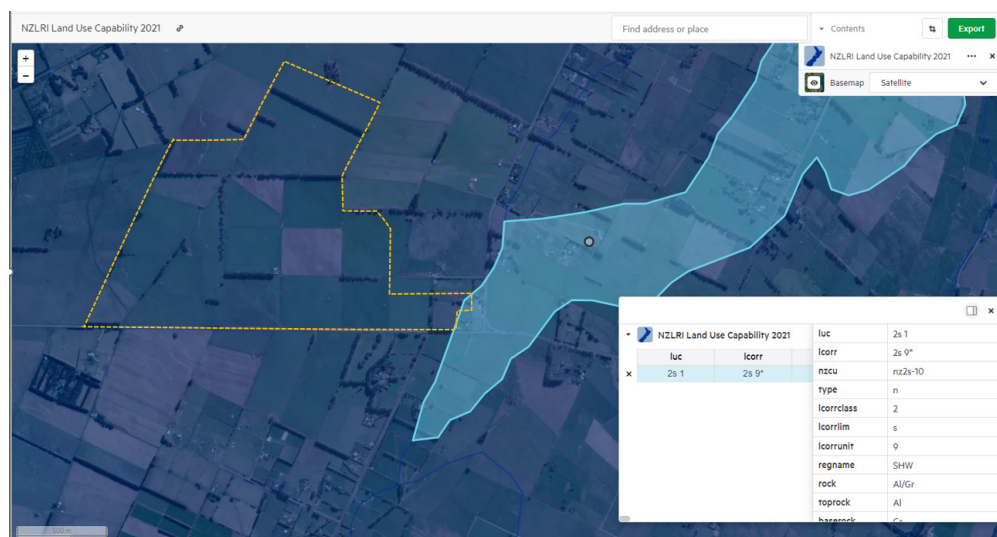 NZLRI Land Use Capability 2021
Find address or place
Contents
Export
+
−
NZLRI Land Use Capability 2021
Basemap Satellite
NZLRI Land Use Capability 2021
luc lcorr
2s 1 2s 9"
luc 2s 1
lcorr 2s 9"
nzcu nz2s-10
type n
lcorrclass 2
lcorrlim s
lcorrunit 9
regname SHW
rock Al/Gr
toprock Al
baserock Gr
500 m